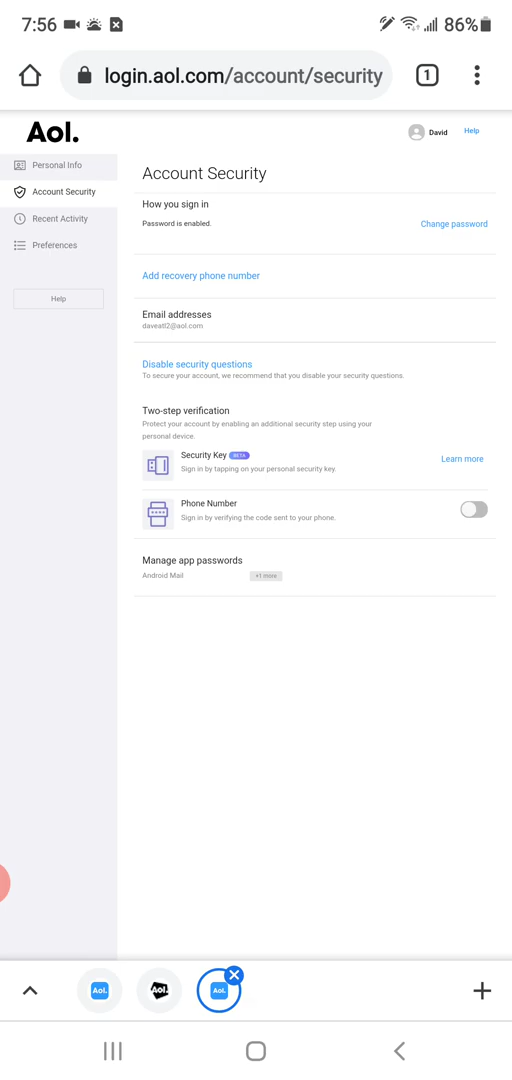 7:56
86%
login.aol.com/account/security
1
Aol.
David
Help
Personal Info
Account Security
Recent Activity
Preferences
Help
Account Security
How you sign in
Password is enabled.
Change password
Add recovery phone number
Email addresses
daveatl2@aol.com
Disable security questions
To secure your account, we recommend that you disable your security questions.
Two-step verification
Protect your account by enabling an additional security step using your
personal device.
Security Key BETA
Sign in by tapping on your personal security key.
Learn more
Phone Number
Sign in by verifying the code sent to your phone.
Manage app passwords
Android Mail
+1 more
Aol.
Aol.
Aol.